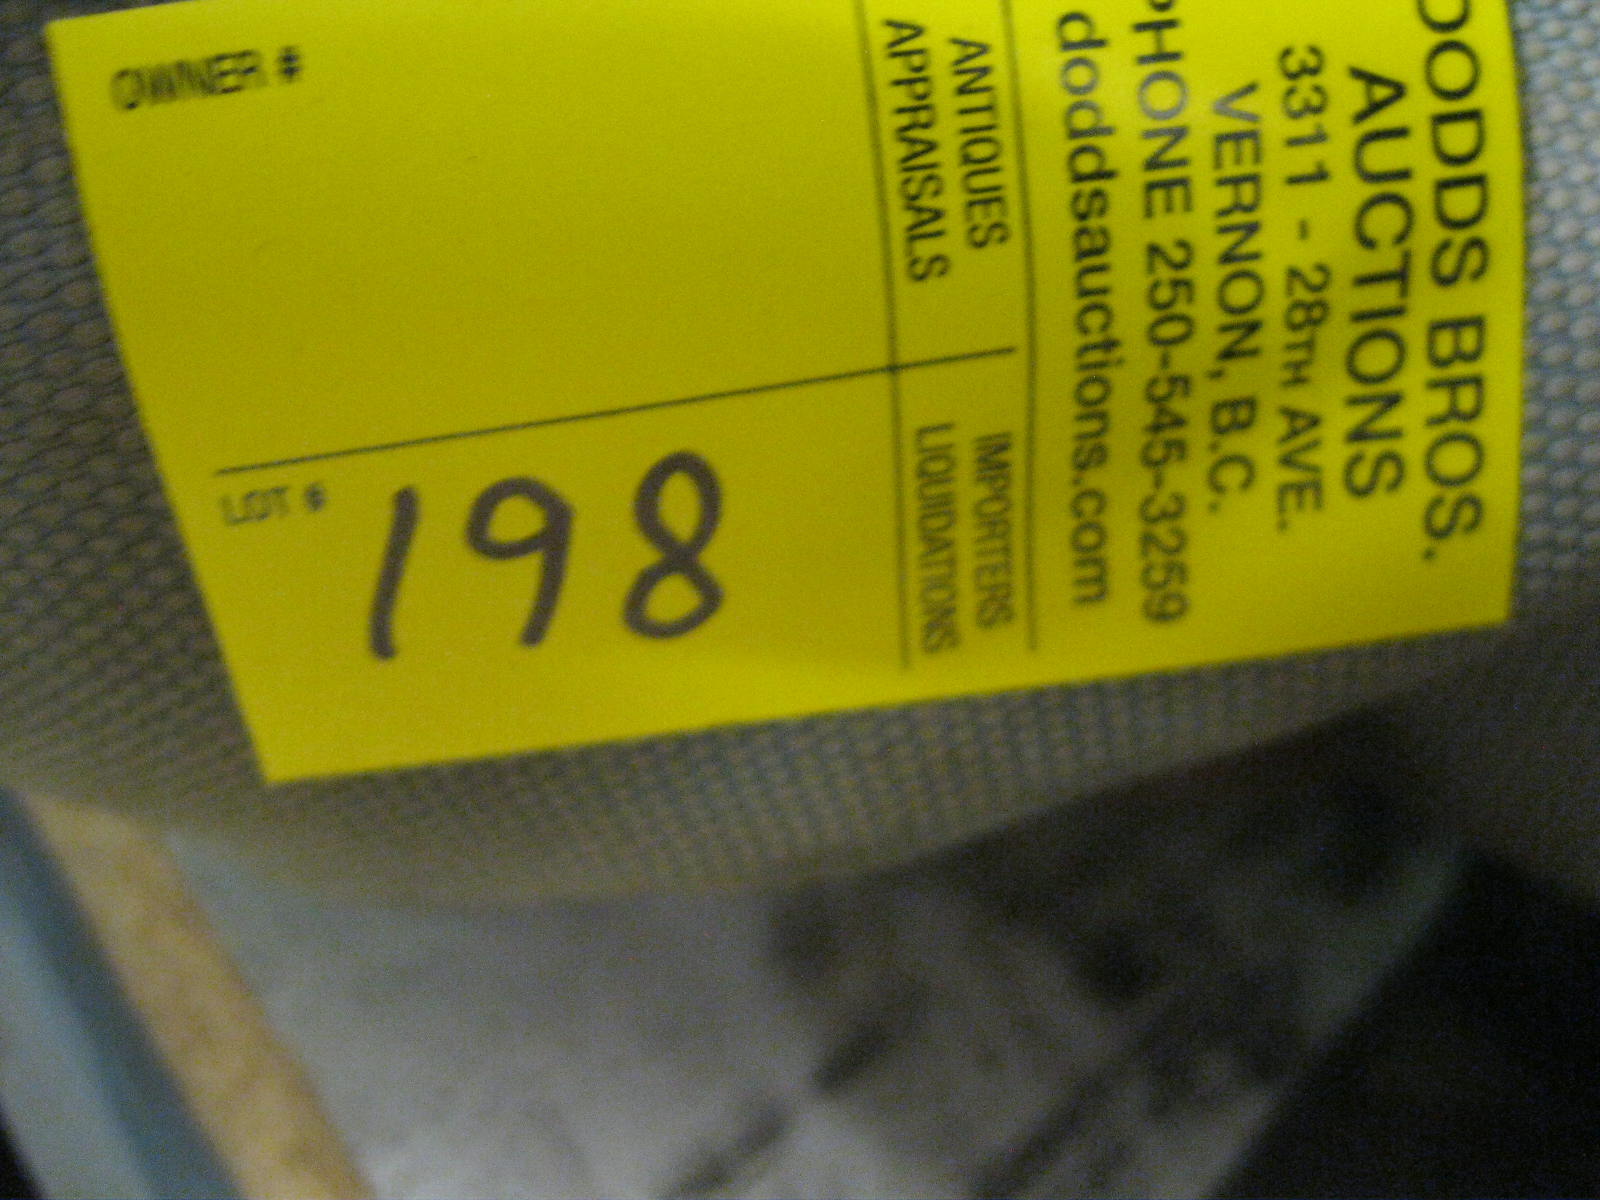 DODDS BROS.
AUCTIONS
3311 - 28TH AVE.
VERNON, B.C.
PHONE 250-545-3259
doddsauctions.com
ANTIQUES
APPRAISALS
IMPORTERS
LIQUIDATIONS
OWNER #
LOT #
198